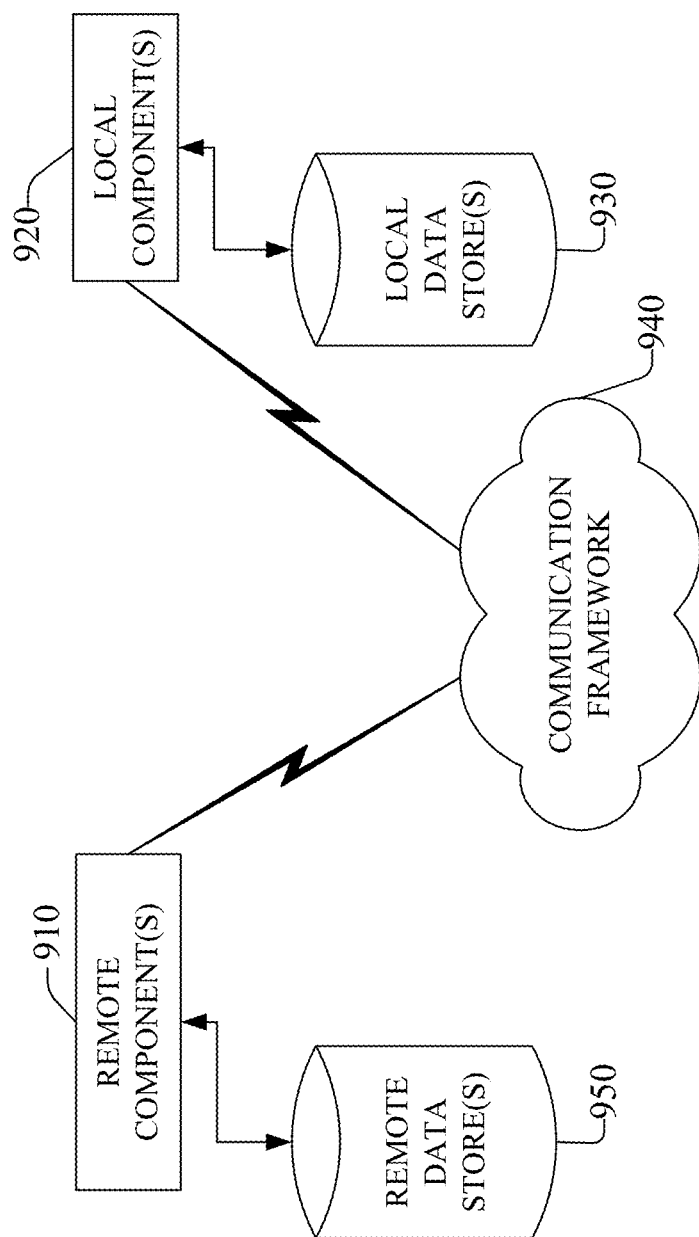 910
REMOTE
COMPONENT(S)
920
LOCAL
COMPONENT(S)
REMOTE
DATA
STORE(S)
950
COMMUNICATION
FRAMEWORK
940
LOCAL
DATA
STORE(S)
930